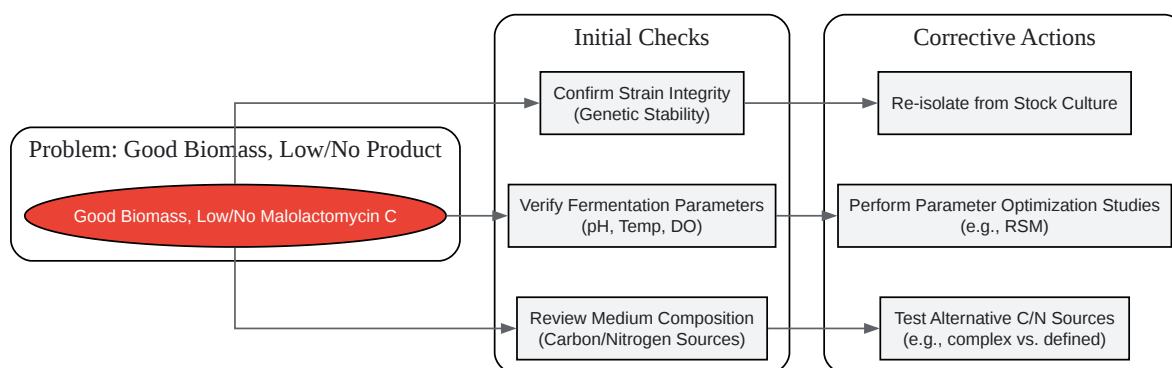 Initial Checks
Corrective Actions
Confirm Strain Integrity
(Genetic Stability)
Re-isolate from Stock Culture
Problem: Good Biomass, Low/No Product
Good Biomass, Low/No Malolactomycin C
Verify Fermentation Parameters
(pH, Temp, DO)
Perform Parameter Optimization Studies
(e.g., RSM)
Review Medium Composition
(Carbon/Nitrogen Sources)
Test Alternative C/N Sources
(e.g., complex vs. defined)